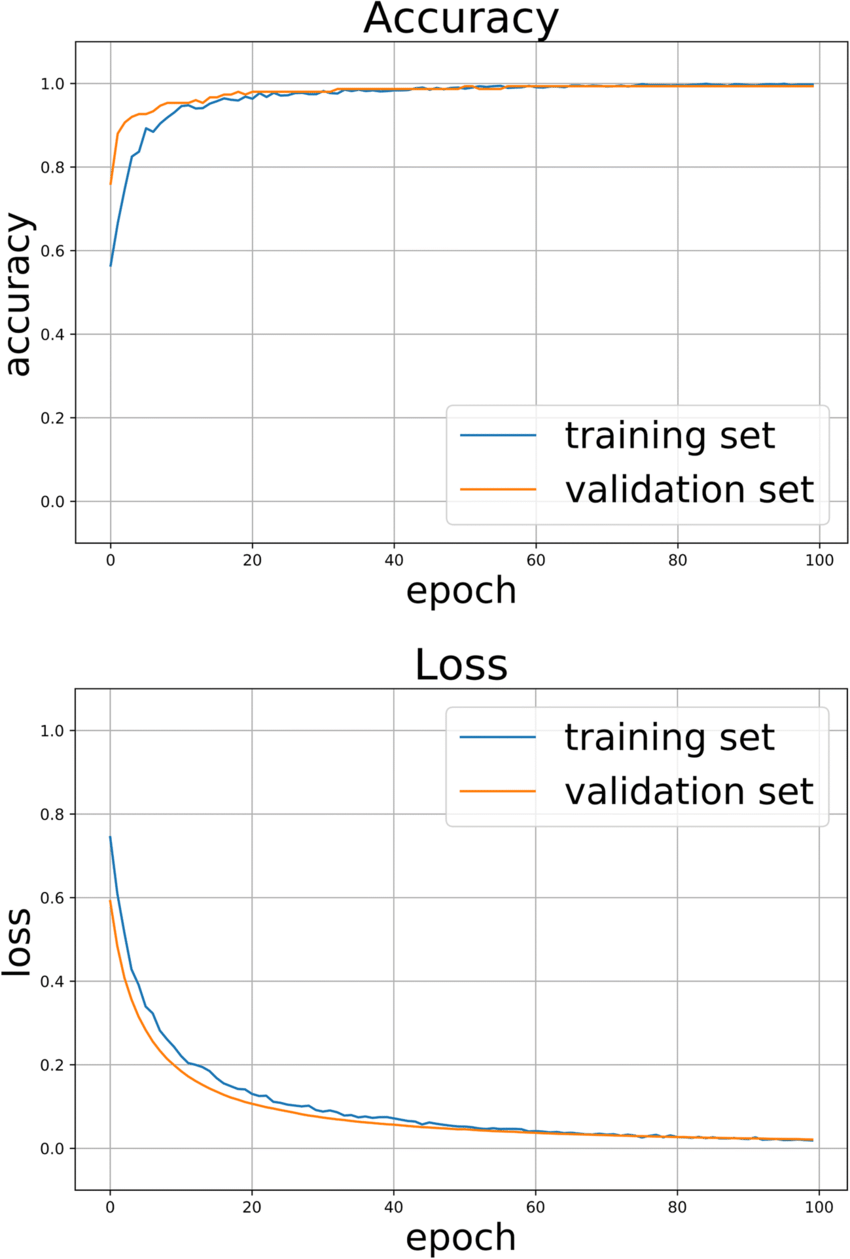 Accuracy
1.0
0.8
0.6
0.4
0.2
0.0
accuracy
training set
validation set
0 20 40 60 80 100
epoch
Loss
1.0
0.8
0.6
0.4
0.2
0.0
loss
training set
validation set
0 20 40 60 80 100
epoch